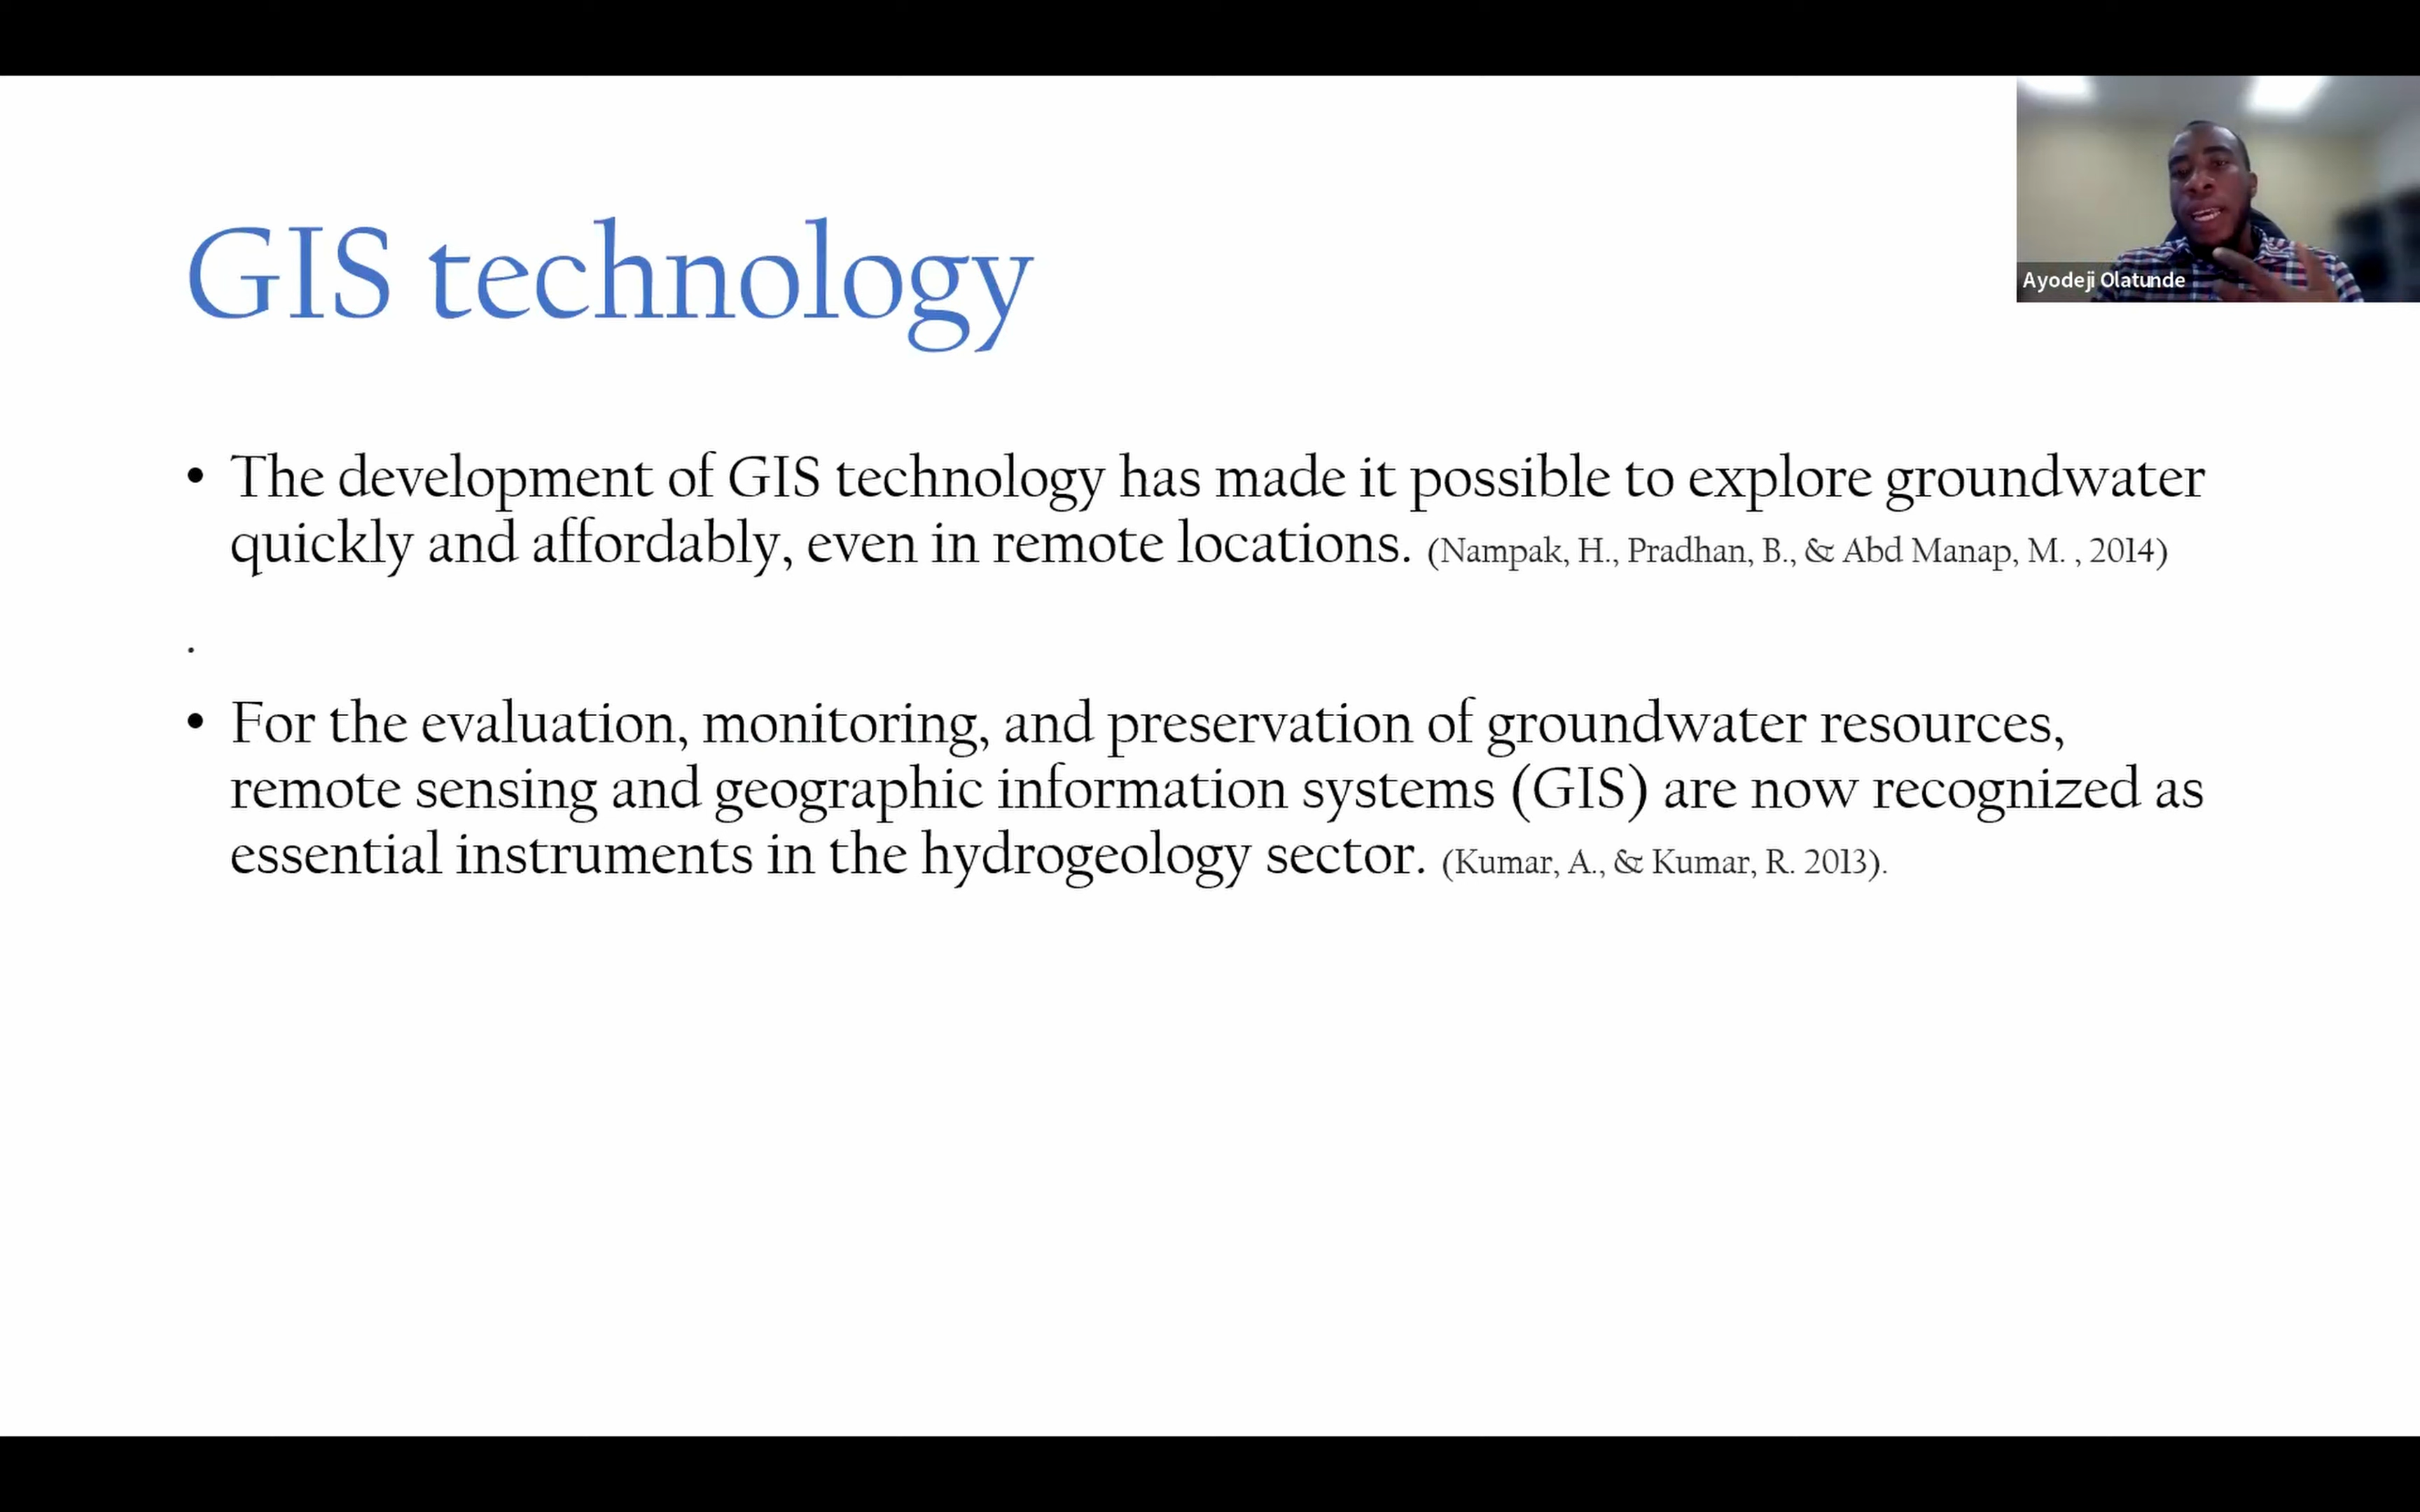 GIS technology
Ayodeji Olatunde
• The development of GIS technology has made it possible to explore groundwater
quickly and affordably, even in remote locations. (Nampak, H., Pradhan, B., & Abd Manap, M. , 2014)
.
• For the evaluation, monitoring, and preservation of groundwater resources,
remote sensing and geographic information systems (GIS) are now recognized as
essential instruments in the hydrogeology sector. (Kumar, A., & Kumar, R. 2013).